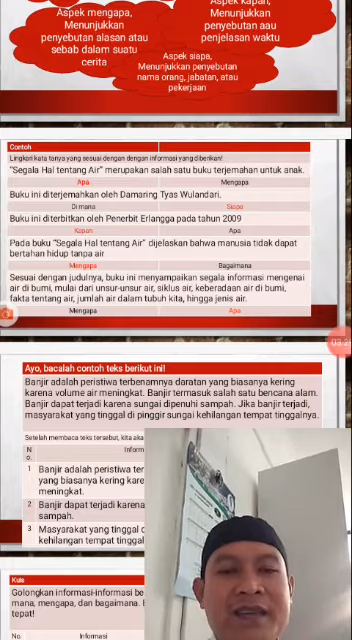 Aspek mengapa,
Menunjukkan
penyebutan alasan atau
sebab dalam suatu
cerita
Aspek kapan,
Menunjukkan
penyebutan aau
penjelasan waktu
Aspek siapa,
Menunjukkan penyebutan
nama orang, jabatan, atau
pekerjaan
Contoh
Lingkari kata tanya yang sesuai dengan dengan informasi yang diberikan!
"Segala Hal tentang Air" merupakan salah satu buku terjemahan untuk anak.
Apa Mengapa
Buku ini diterjemahkan oleh Damaring Tyas Wulandari.
Di mana Siapa
Buku ini diterbitkan oleh Penerbit Erlangga pada tahun 2009
Kapan Apa
Pada buku "Segala Hal tentang Air" dijelaskan bahwa manusia tidak dapat
bertahan hidup tanpa air
Mengapa Bagaimana
Sesuai dengan judulnya, buku ini menyampaikan segala informasi mengenai
air di bumi, mulai dari unsur-unsur air, siklus air, keberadaan air di bumi,
fakta tentang air, jumlah air dalam tubuh kita, hingga jenis air.
Mengapa Apa
03:2
Ayo, bacalah contoh teks berikut ini!
Banjir adalah peristiwa terbenamnya daratan yang biasanya kering
karena volume air meningkat. Banjir termasuk salah satu bencana alam.
Banjir dapat terjadi karena sungai dipenuhi sampah. Jika banjir terjadi,
masyarakat yang tinggal di pinggir sungai kehilangan tempat tinggalnya.
Setelah membaca teks tersebut, kita aka
N
o. Inform
1 Banjir adalah peristiwa ter
yang biasanya kering kare
meningkat.
2 Banjir dapat terjadi karena
sampah.
3 Masyarakat yang tinggal d
kehilangan tempat tinggal
Kuis
Golongkan informasi-informasi be
mana, mengapa, dan bagaimana.
tepat!
No. Informasi